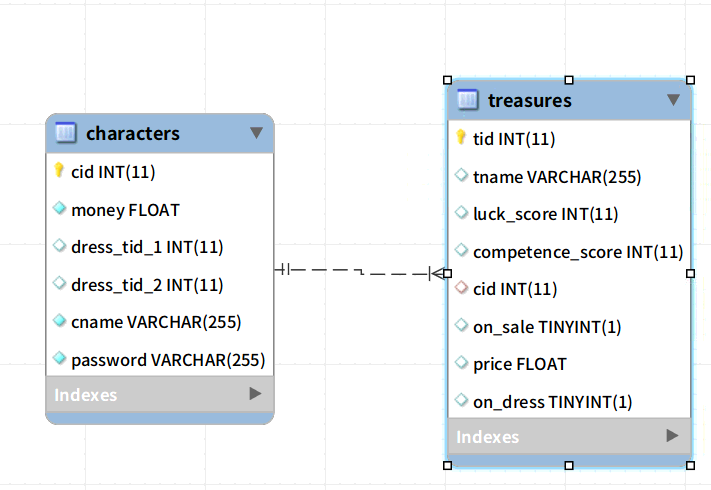 characters
cid INT(11)
money FLOAT
dress_tid_1 INT(11)
dress_tid_2 INT(11)
cname VARCHAR(255)
password VARCHAR(255)
Indexes
treasures
tid INT(11)
tname VARCHAR(255)
luck_score INT(11)
competence_score INT(11)
cid INT(11)
on_sale TINYINT(1)
price FLOAT
on_dress TINYINT(1)
Indexes